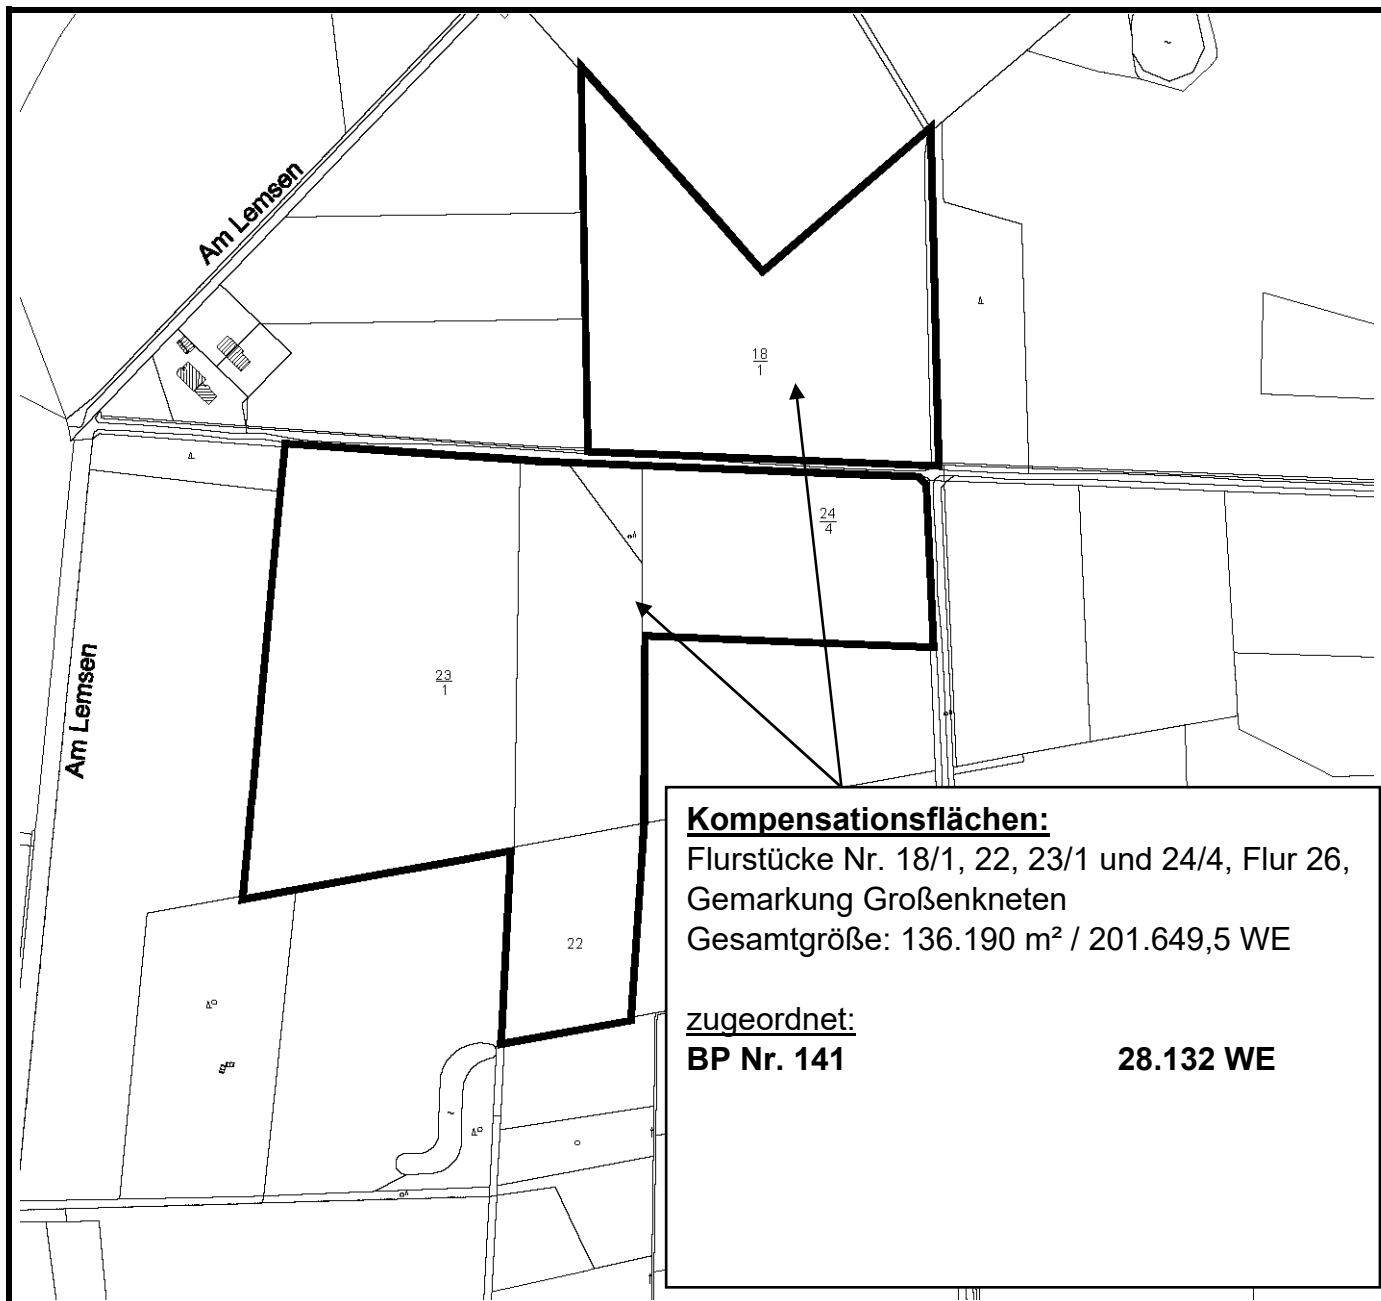 Am Lemsen
18
1
24
4
23
1
Am Lemsen
22
Kompensationsflächen:
Flurstücke Nr. 18/1, 22, 23/1 und 24/4, Flur 26,
Gemarkung Großenkneten
Gesamtgröße: 136.190 m² / 201.649,5 WE
zugeordnet:
BP Nr. 141 28.132 WE